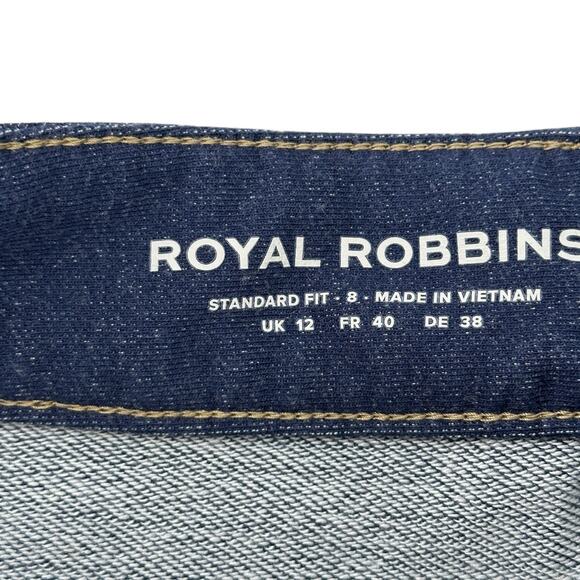 ROYAL ROBBINS
STANDARD FIT - 8 - MADE IN VIETNAM
UK 12 FR 40 DE 38